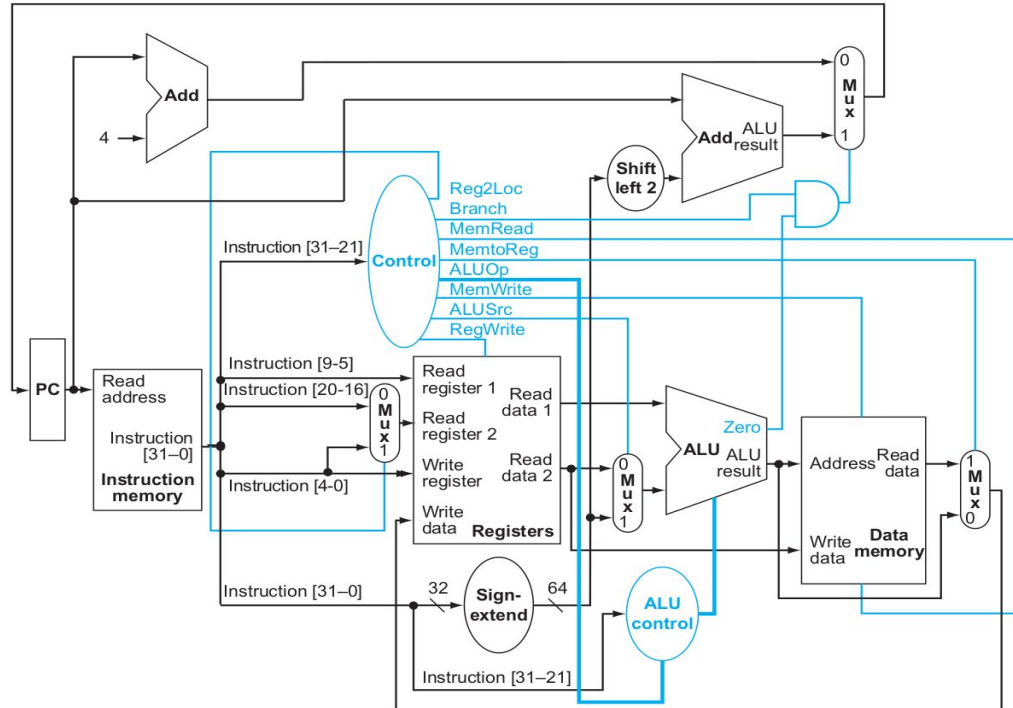 Add
4
Add
ALU
result
0
Mux
1
Shift
left 2
Reg2Loc
Branch
MemRead
MemtoReg
ALUOp
MemWrite
ALUSrc
RegWrite
Control
Instruction [31–21]
PC
Read
address
Instruction
[31–0]
Instruction
memory
Instruction [9-5]
Instruction [20-16]
Instruction [4-0]
Instruction [31–0]
0
Mux
1
Read
register 1
Read
register 2
Write
register
Write
data
Read
data 1
Read
data 2
Registers
0
Mux
1
Zero
ALU
ALU
result
Address
Read
data
Write
data
Data
memory
1
Mux
0
32
Sign-
extend
64
ALU
control
Instruction [31–21]